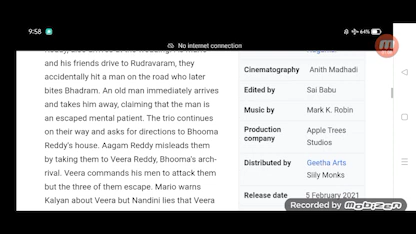 9:58
64%
No internet connection
and his friends drive to Rudravaram, they
accidentally hit a man on the road who later
bites Bhadram. An old man immediately arrives
and takes him away, claiming that the man is
an escaped mental patient. The trio continues
on their way and asks for directions to Bhooma
Reddy's house. Aagam Reddy misleads them
by taking them to Veera Reddy, Bhooma's arch-
rival. Veera commands his men to attack them
but the three of them escape. Mario warns
Kalyan about Veera but Nandini lies that Veera
Cinematography Anith Madhadi
Edited by Sai Babu
Music by Mark K. Robin
Production Apple Trees
company Studios
Distributed by Geetha Arts
Silly Monks
Release date 5 February 2021
Recorded by Mobizen